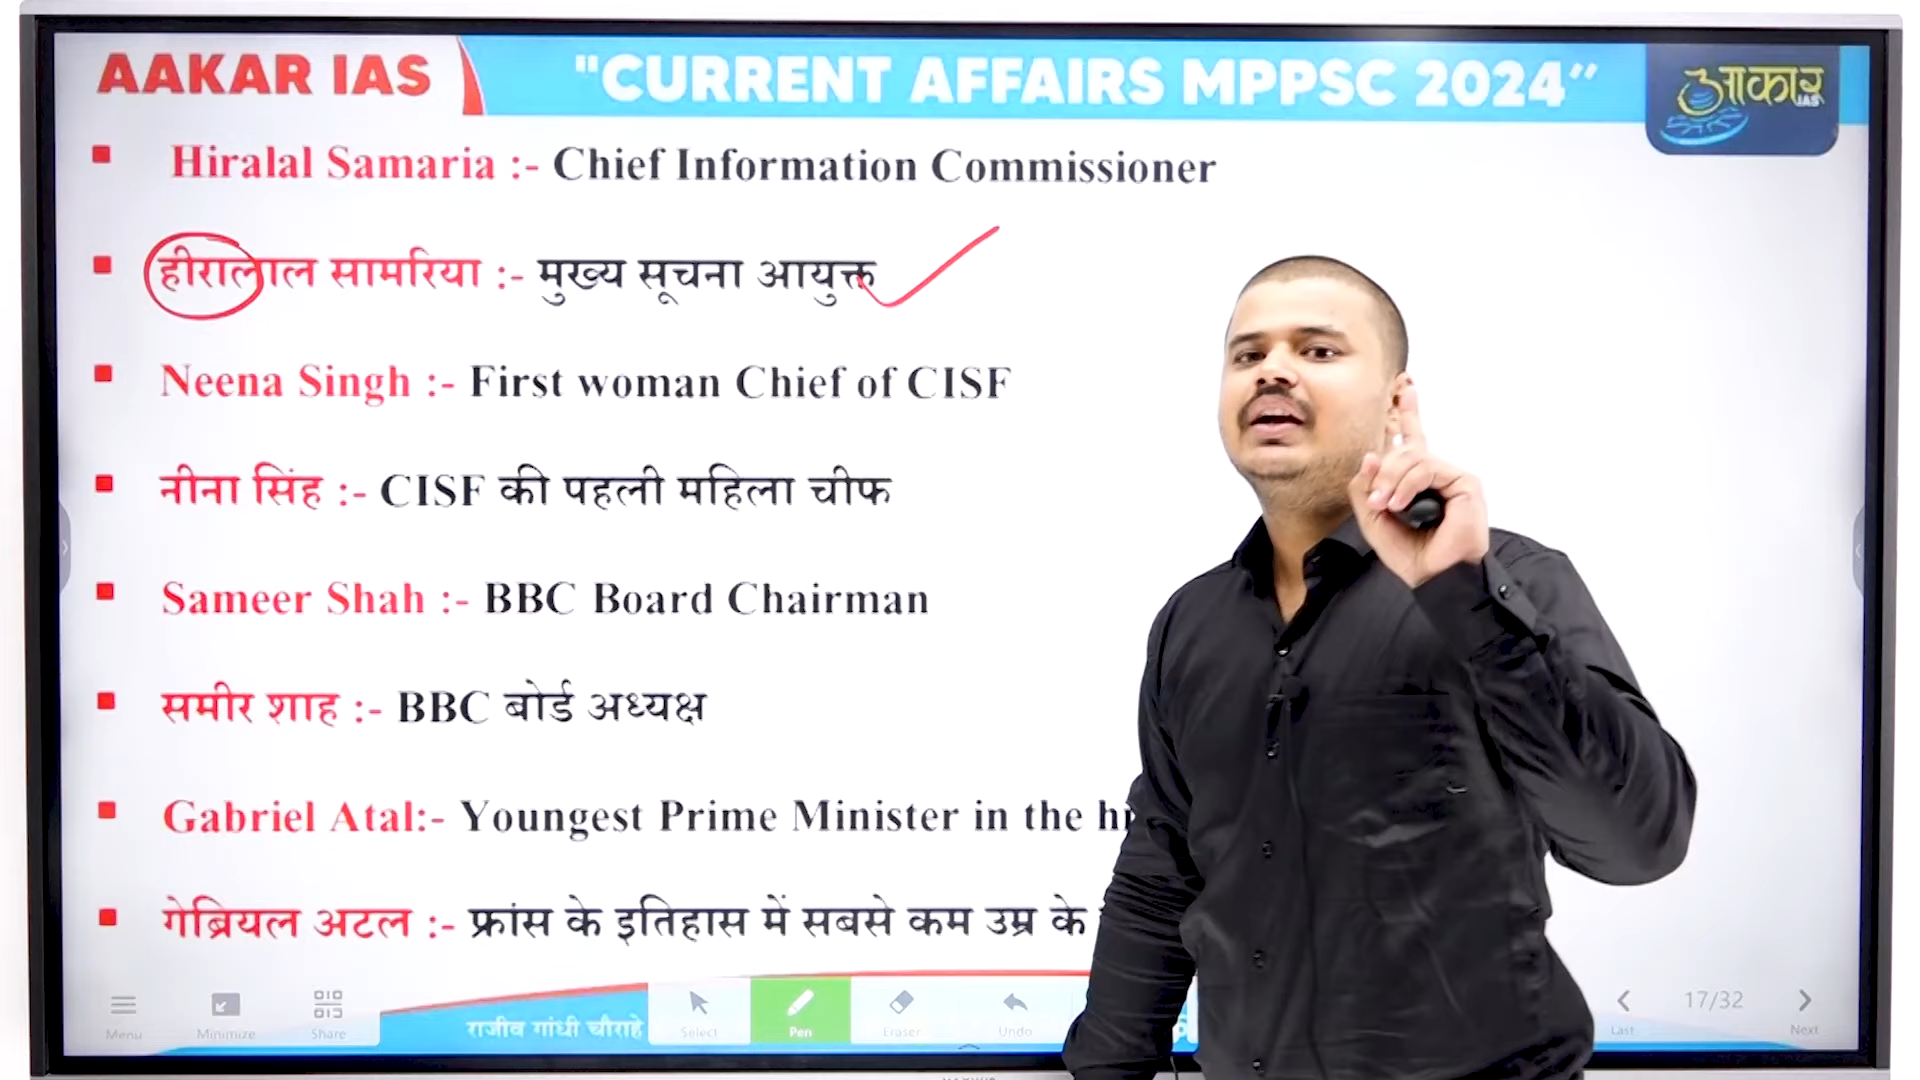 AAKAR IAS
"CURRENT AFFAIRS MPPSC 2024"
आकार
IAS
Hiralal Samaria :- Chief Information Commissioner
हीरालाल सामरिया :- मुख्य सूचना आयुक्त
Neena Singh :- First woman Chief of CISF
नीना सिंह :- CISF की पहली महिला चीफ
Sameer Shah :- BBC Board Chairman
समीर शाह :- BBC बोर्ड अध्यक्ष
Gabriel Atal:- Youngest Prime Minister in the
गेब्रियल अटल :- फ्रांस के इतिहास में सबसे कम उम्र के
राजीव गांधी चौराहे
Menu
Minimize
Share
Select
Pen
Eraser
Undo
Last
17/32
Next